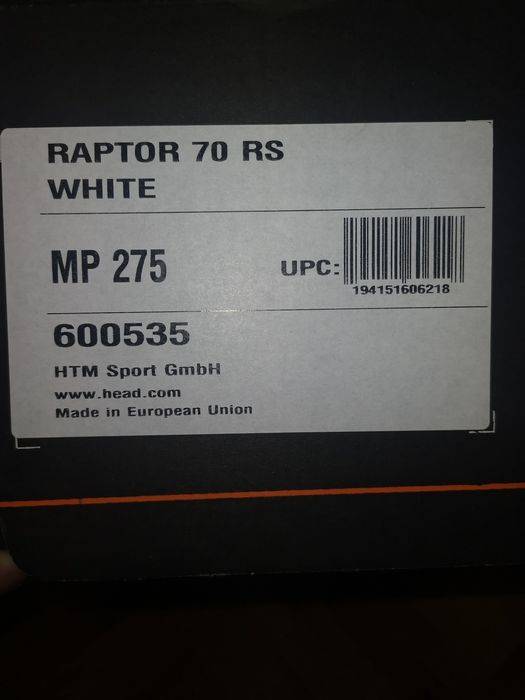 RAPTOR 70 RS
WHITE
MP 275
UPC:
194151606218
600535
HTM Sport GmbH
www.head.com
Made in European Union